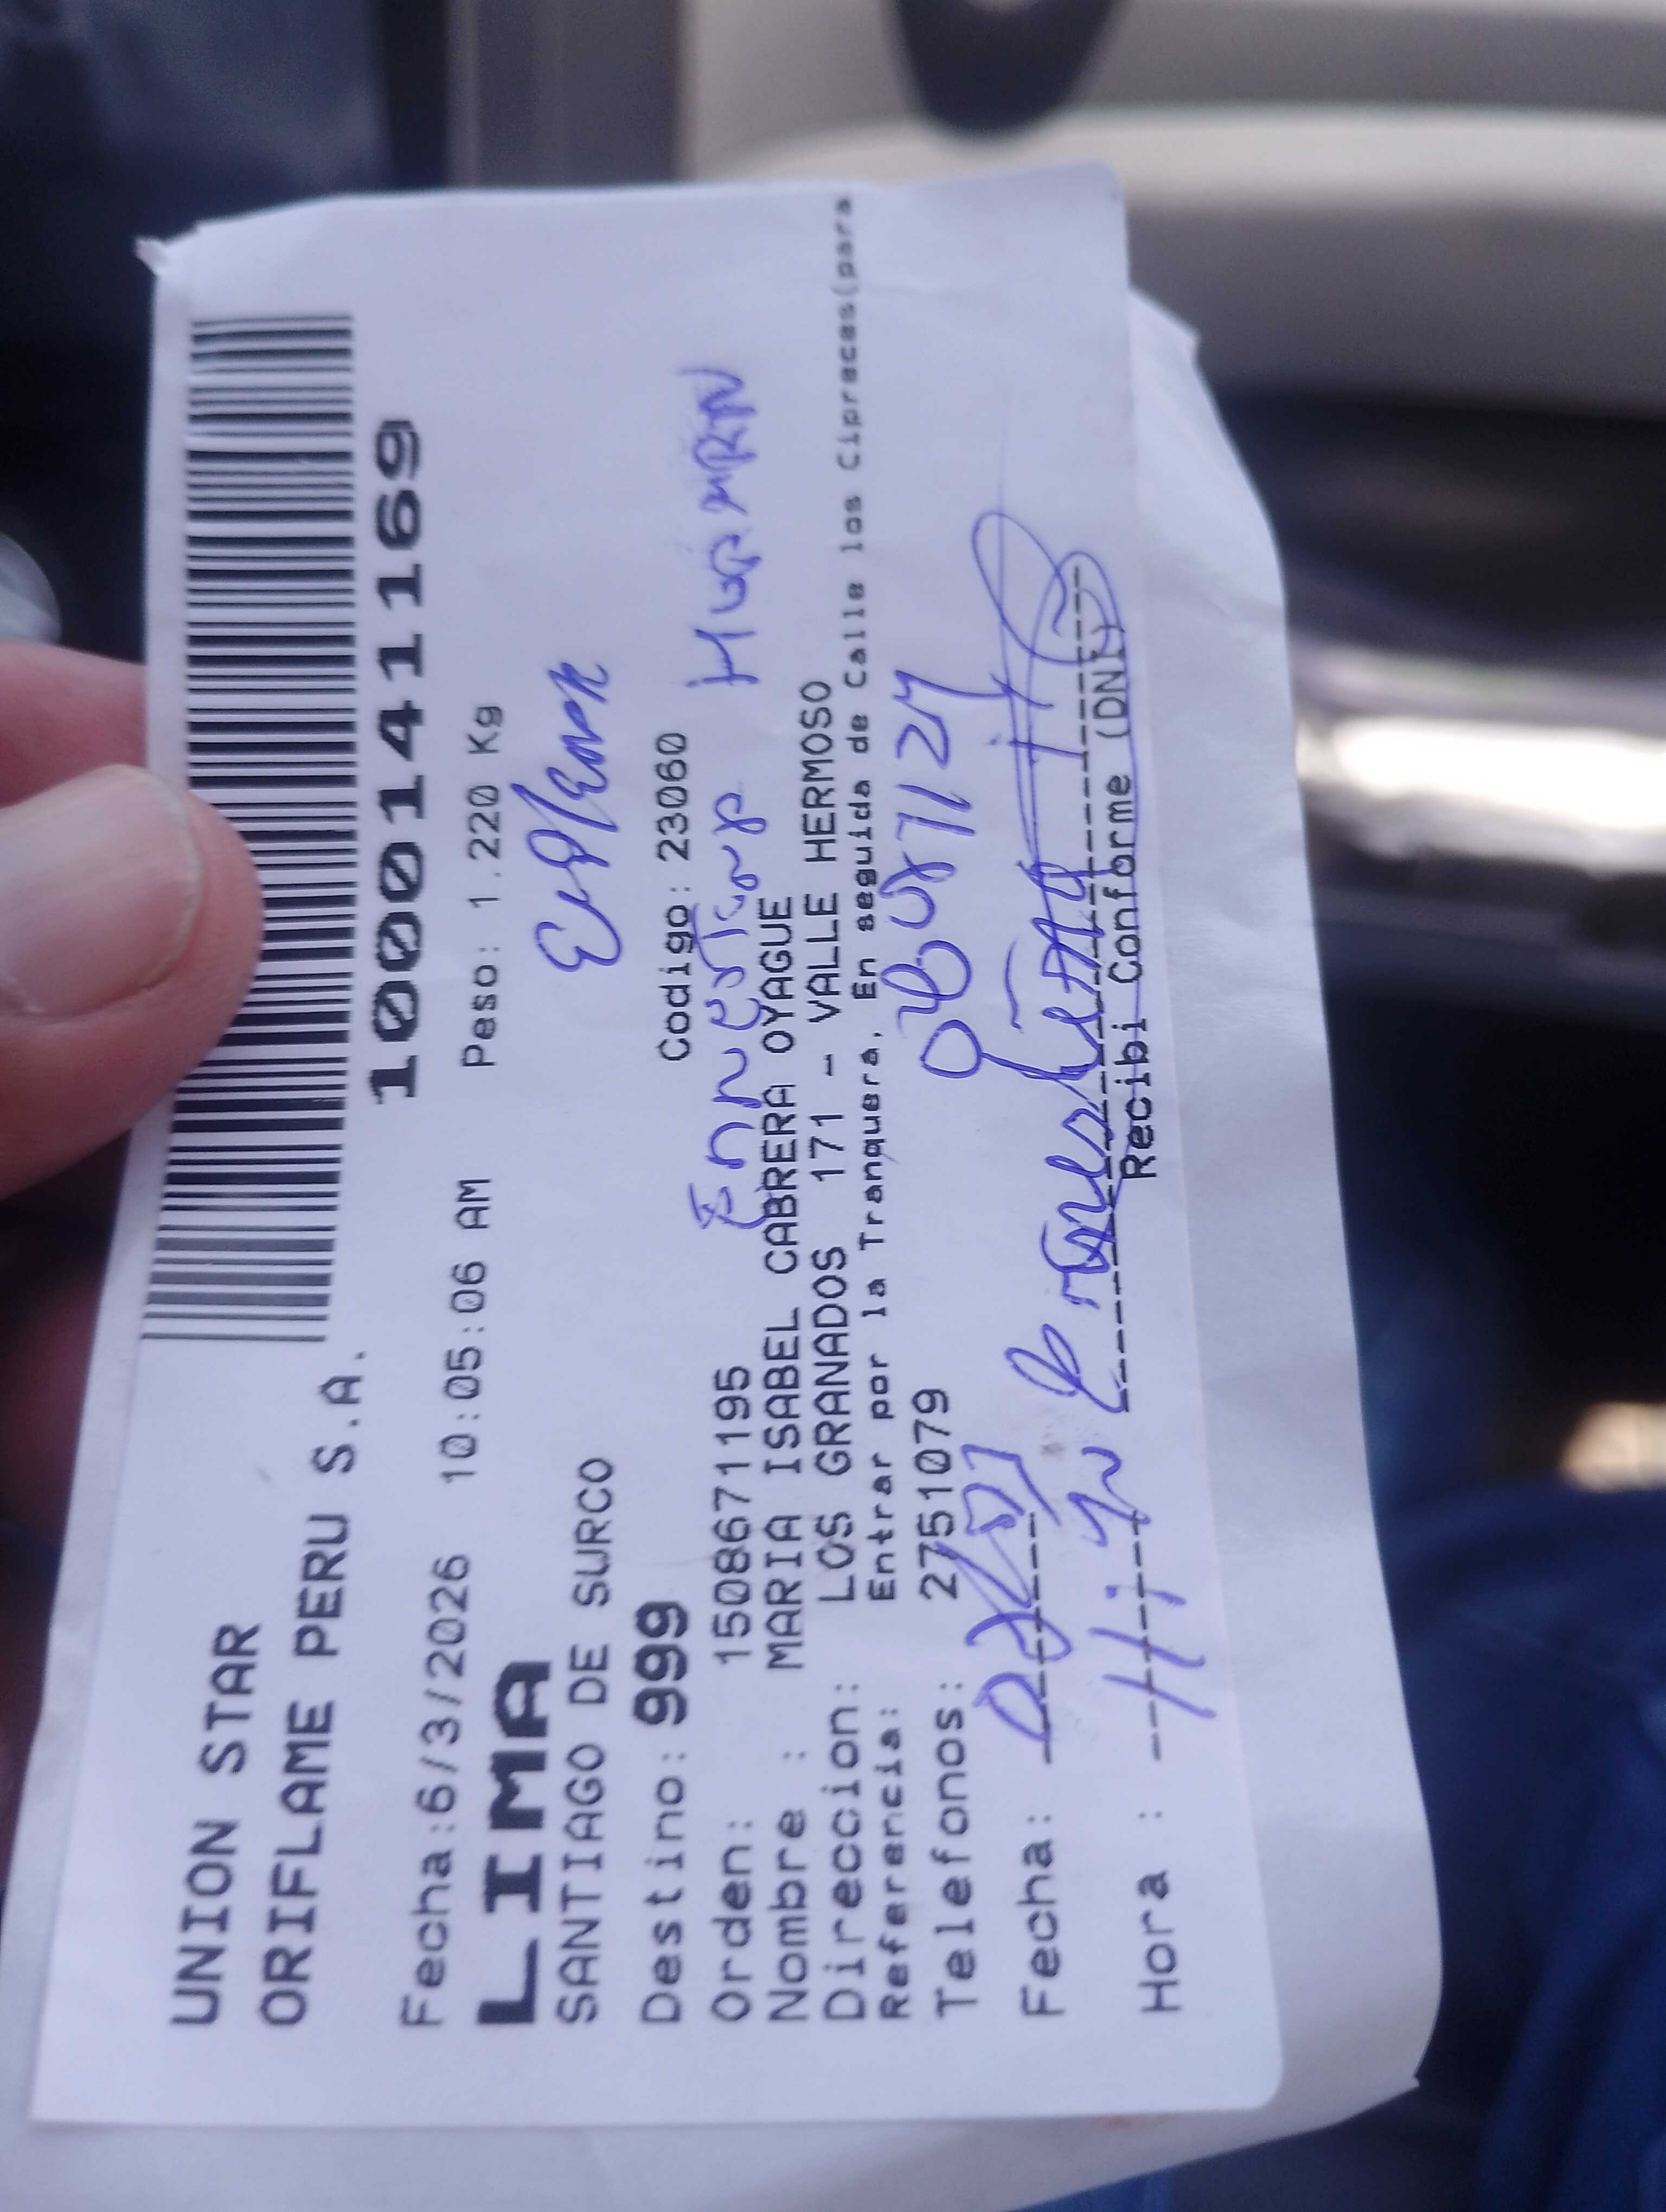 UNION STAR
ORIFLAME PERU S.A.
1000141169
Fecha:6/3/2026 10:05:06 AM Peso: 1.220 Kg
LIMA
SANTIAGO DE SURCO
Destino: 999 Codigo: 23060
Orden: 1508671195
Nombre : MARIA ISABEL CABRERA OYAGUE
Direccion: LOS GRANADOS 171 - VALLE HERMOSO
Referencia: Entrar por la Tranquera, En seguida de Calle los Cipreces(para
Telefonos: 2751079
Fecha:
Hora :
Recibi Conforme (DNI)